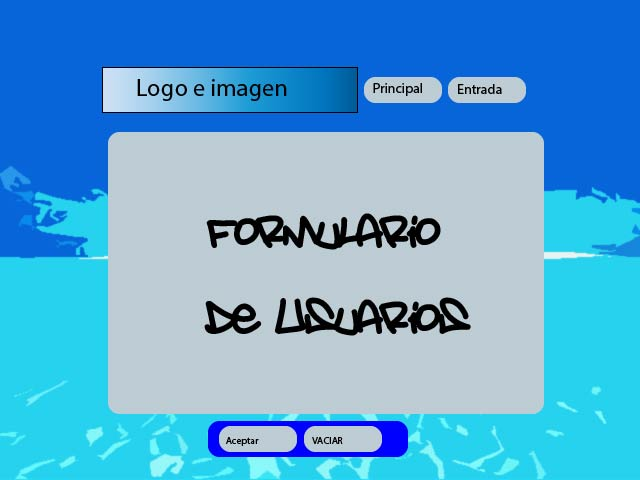 Logo e imagen
Principal
Entrada
FORMULARIO
DE USUARIOS
Aceptar
VACIAR